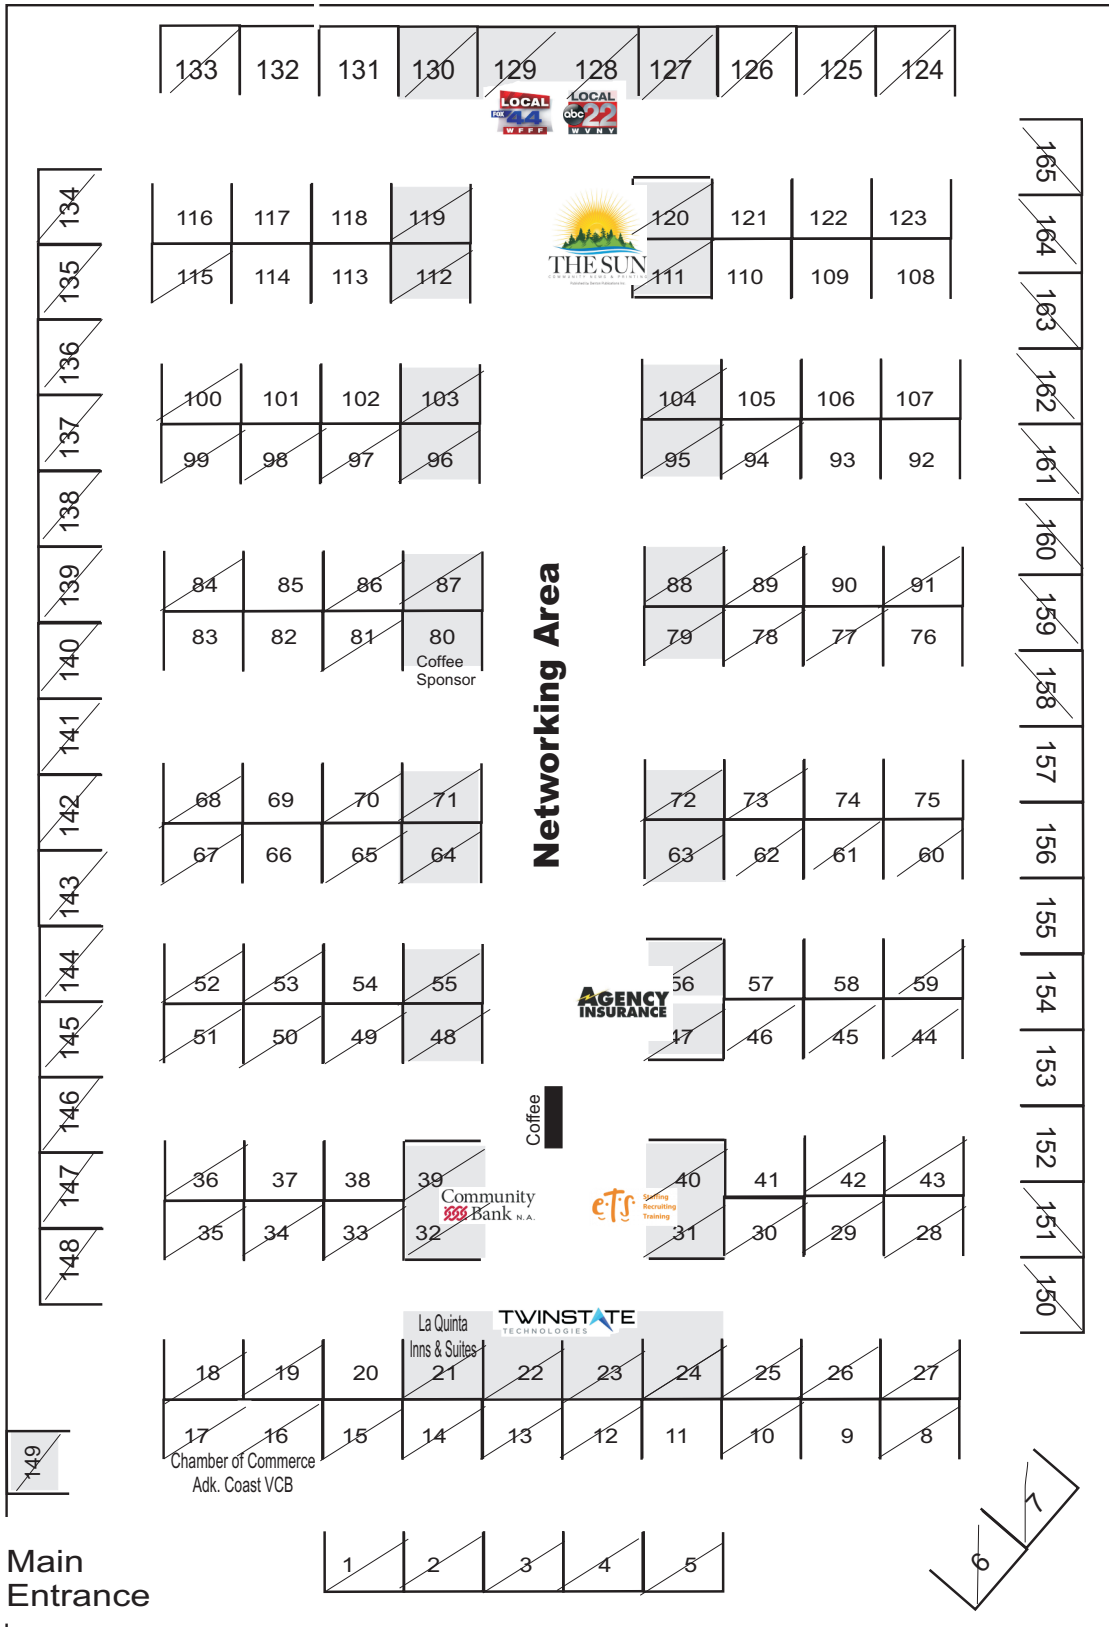 133 132 131 130 129 128 127 126 125 124
LOCAL FOX 44 WFFF LOCAL abc 22 WVNY
134 135 136 137 138 139 140 141 142 143 144 145 146 147 148
116 117 118 119
115 114 113 112
THE SUN
COMMUNITY NEWS & PRINTING
120 121 122 123
111 110 109 108
165 164 163 162 161 160 159 158 157 156 155 154 153 152 151 150
100 101 102 103
99 98 97 96
104 105 106 107
95 94 93 92
84 85 86 87
83 82 81 80
Coffee
Sponsor
Networking Area
88 89 90 91
79 78 77 76
68 69 70 71
67 66 65 64
72 73 74 75
63 62 61 60
52 53 54 55
51 50 49 48
AGENCY
INSURANCE
56 57 58 59
47 46 45 44
Coffee
36 37 38 39
35 34 33 32
Community
Bank N.A.
eTS
Staffing
Recruiting
Training
40 41 42 43
31 30 29 28
La Quinta
Inns & Suites
TWINSTATE
TECHNOLOGIES
18 19 20 21 22 23 24 25 26 27
17 16 15 14 13 12 11 10 9 8
Chamber of Commerce
Adk. Coast VCB
149
7
6
1 2 3 4 5
Main
Entrance